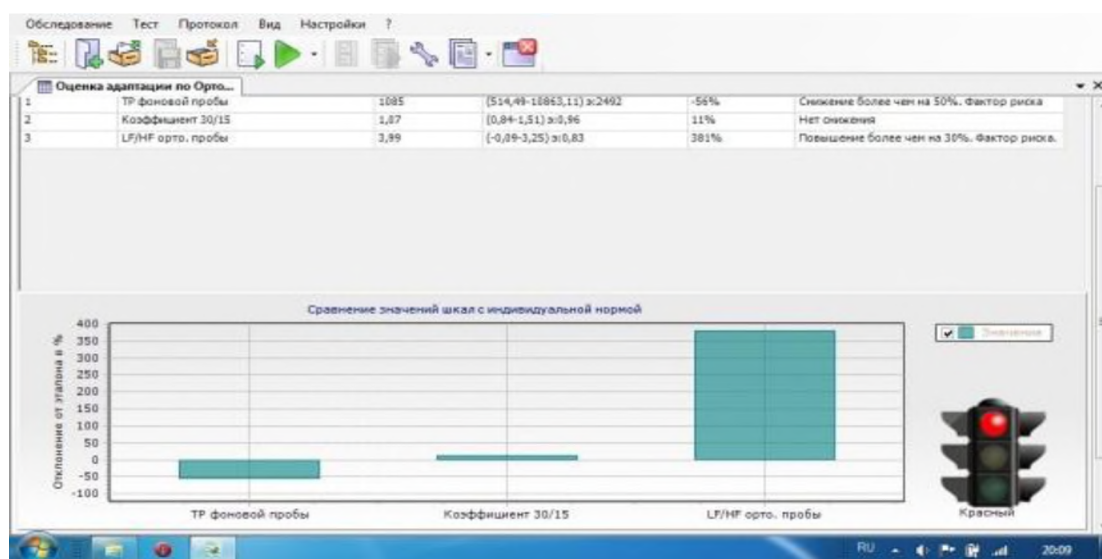 Обследование Тест Протокол Вид Настройки ?
Оценка адаптации по Орто...
1 ТР фоновой пробы 1085 (514,49-10863,11) э:2492 -56% Снижение более чем на 50%. Фактор риска
2 Коэффициент 30/15 1,07 (0,84-1,51) э:0,96 11% Нет снижения
3 LF/HF орто. пробы 3,99 (-0,09-3,25) э:0,83 381% Повышение более чем на 30%. Фактор риска.
Сравнение значений шкал с индивидуальной нормой
Отклонение от эталона в %
400
350
300
250
200
150
100
50
0
-50
-100
ТР фоновой пробы Коэффициент 30/15 LF/HF орто. пробы
Значение
Красный
RU 20:09